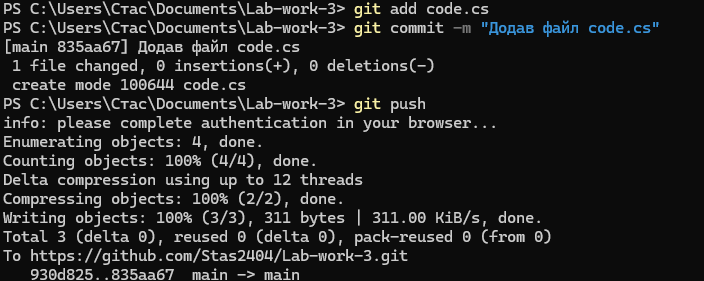 PS C:\Users\Стас\Documents\Lab-work-3> git add code.cs
PS C:\Users\Стас\Documents\Lab-work-3> git commit -m "Додав файл code.cs"
[main 835aa67] Додав файл code.cs
 1 file changed, 0 insertions(+), 0 deletions(-)
 create mode 100644 code.cs
PS C:\Users\Стас\Documents\Lab-work-3> git push
info: please complete authentication in your browser...
Enumerating objects: 4, done.
Counting objects: 100% (4/4), done.
Delta compression using up to 12 threads
Compressing objects: 100% (2/2), done.
Writing objects: 100% (3/3), 311 bytes | 311.00 KiB/s, done.
Total 3 (delta 0), reused 0 (delta 0), pack-reused 0 (from 0)
To https://github.com/Stas2404/Lab-work-3.git
   930d825..835aa67  main -> main